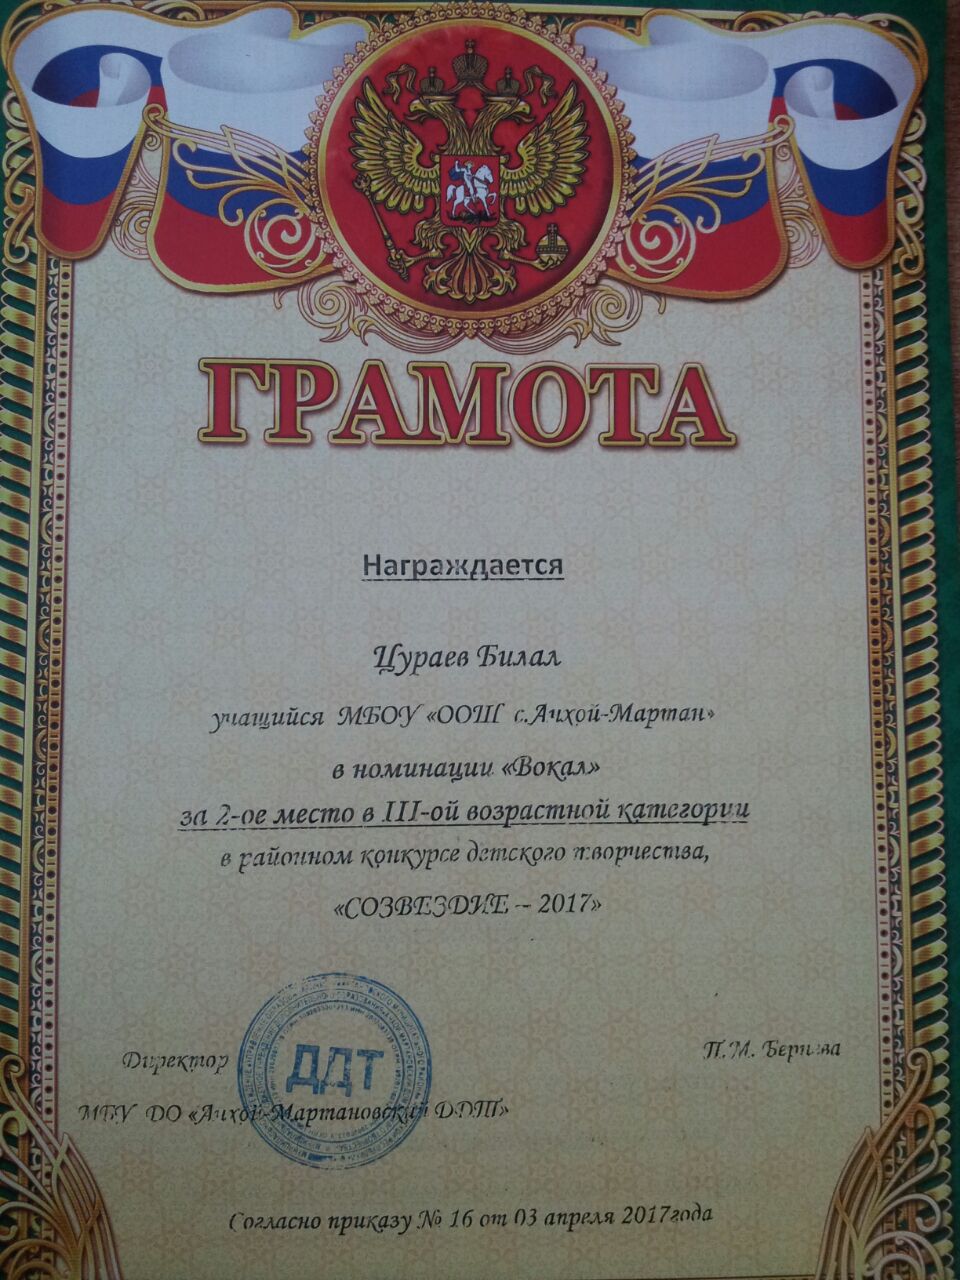 ГРАМОТА
Награждается
Цураев Билал
учащийся МБОУ «ООШ с.Ачхой-Мартан»
в номинации «Вокал»
за 2-ое место в III-ой возрастной категории
в районном конкурсе детского творчества,
«СОЗВЕЗДИЕ – 2017»
Директор
П.М.
ДДТ
МБУ ДО «Ачхой-Мартановский ДДТ»
Согласно приказу № 16 от 03 апреля 2017года